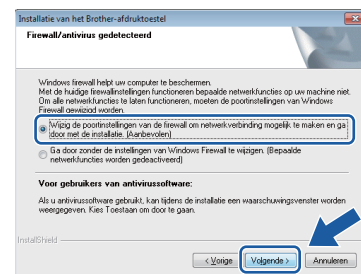 Installatie van het Brother-afdruktoestel
Firewall/antivirus gedetecteerd
Windows firewall helpt uw computer te beschermen.
Met de huidige firewallinstellingen functioneren bepaalde netwerkfuncties op uw machine niet.
Om alle netwerkfuncties te laten functioneren, moeten de poortinstellingen van Windows
Firewall gewijzigd worden.
Wijzig de poortinstellingen van de firewall om netwerkverbinding mogelijk te maken en ga
door met de installatie. (Aanbevolen)
Ga door zonder de instellingen van Windows Firewall te wijzigen. (Bepaalde
netwerkfuncties worden gedeactiveerd)
Voor gebruikers van antivirussoftware:
Als u antivirussoftware gebruikt, kan tijdens de installatie een waarschuwingsvenster worden
weergegeven. Kies Toestaan om door te gaan.
InstallShield
< Vorige
Volgende >
Annuleren